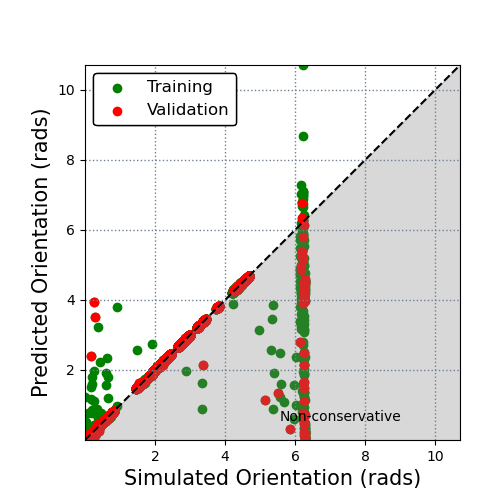 10
8
6
4
2
2 4 6 8 10
Predicted Orientation (rads)
Simulated Orientation (rads)
Training
Validation
Non-conservative